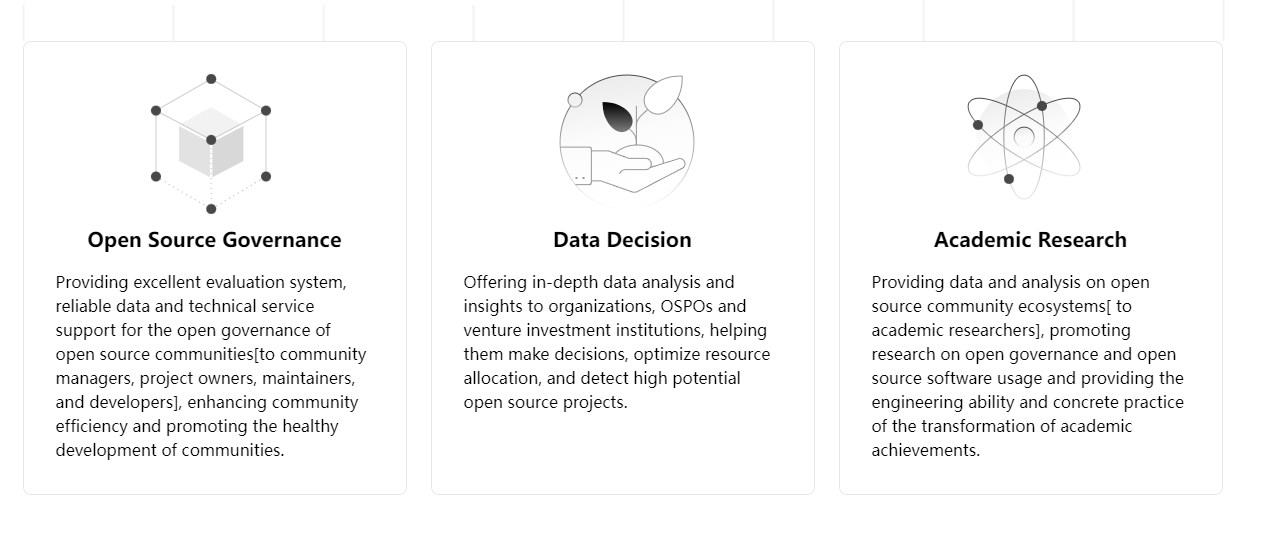 Open Source Governance
Providing excellent evaluation system,
reliable data and technical service
support for the open governance of
open source communities[to community
managers, project owners, maintainers,
and developers], enhancing community
efficiency and promoting the healthy
development of communities.
Data Decision
Offering in-depth data analysis and
insights to organizations, OSPOs and
venture investment institutions, helping
them make decisions, optimize resource
allocation, and detect high potential
open source projects.
Academic Research
Providing data and analysis on open
source community ecosystems[ to
academic researchers], promoting
research on open governance and open
source software usage and providing the
engineering ability and concrete practice
of the transformation of academic
achievements.